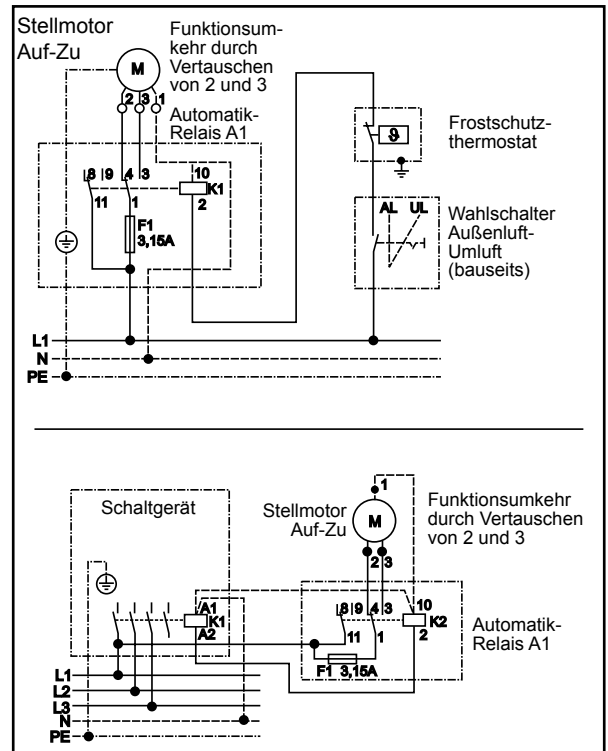 Stellmotor
Auf-Zu
Funktionsum-
kehr durch
Vertauschen
von 2 und 3
M
2 3 1
Automatik-
Relais A1
8 9 4 3
10
K1
11 1
2
F1
3,15A
ϑ
Frostschutz-
thermostat
AL UL
Wahlschalter
Außenluft-
Umluft
(bauseits)
L1
N
PE
Schaltgerät
Stellmotor
Auf-Zu
1
M
2 3
Funktionsumkehr
durch Vertauschen
von 2 und 3
A1
K1
A2
8 9 4 3
10
K2
11 1
2
F1 3,15A
Automatik-
Relais A1
L1
L2
L3
N
PE